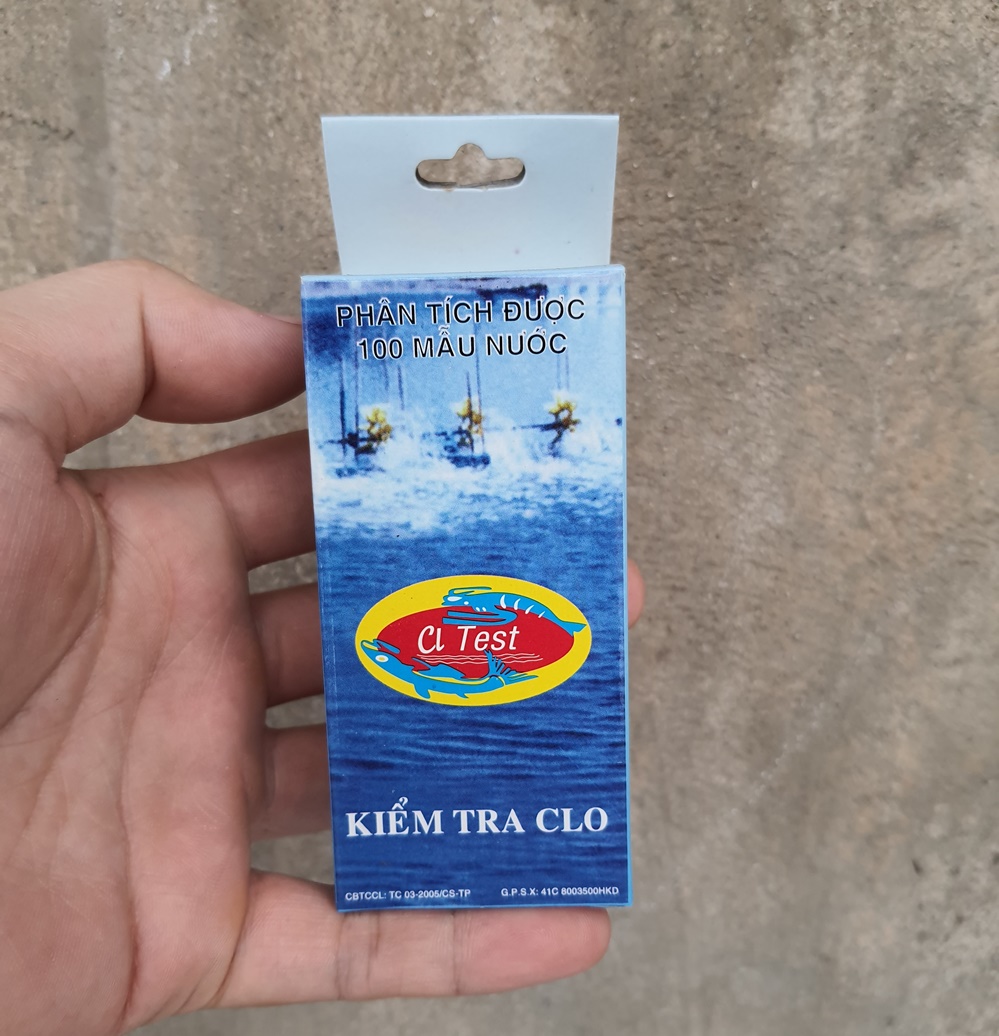 PHÂN TÍCH ĐƯỢC
100 MẪU NƯỚC
Cl Test
KIỂM TRA CLO
CBTCCL: TC 03-2005/CS-TP G.P.S.X: 41C 8003500HKD